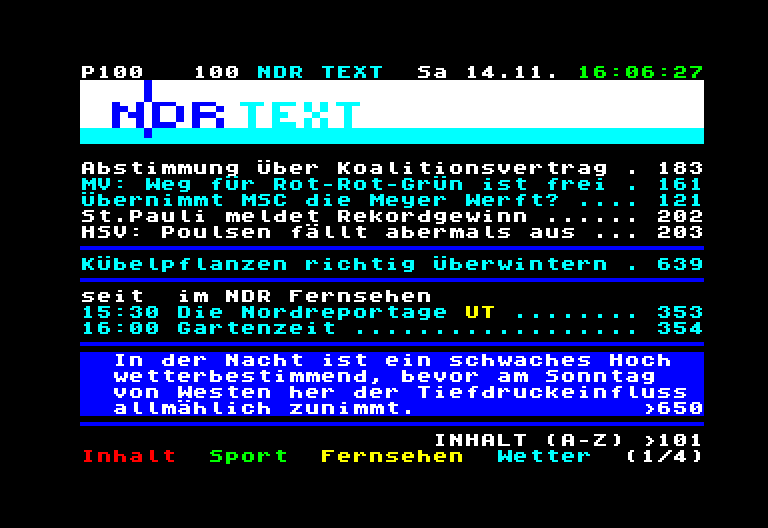 P100 100 NDR TEXT Sa 14.11. 16:06:27
NDR TEXT
Abstimmung Über Koalitionsvertrag . 183
MV: Weg für Rot-Rot-Grün ist frei . 161
Übernimmt MSC die Meyer Werft? .... 121
St.Pauli meldet Rekordgewinn ...... 202
HSV: Poulsen fällt abermals aus ... 203
Kübelpflanzen richtig überwintern . 639
seit im NDR Fernsehen
15:30 Die Nordreportage UT ........ 353
16:00 Gartenzeit .................. 354
In der Nacht ist ein schwaches Hoch
wetterbestimmend, bevor am Sonntag
von Westen her der Tiefdruckeinfluss
allmählich zunimmt. >650
INHALT (A-Z) >101
Inhalt Sport Fernsehen Wetter (1/4)